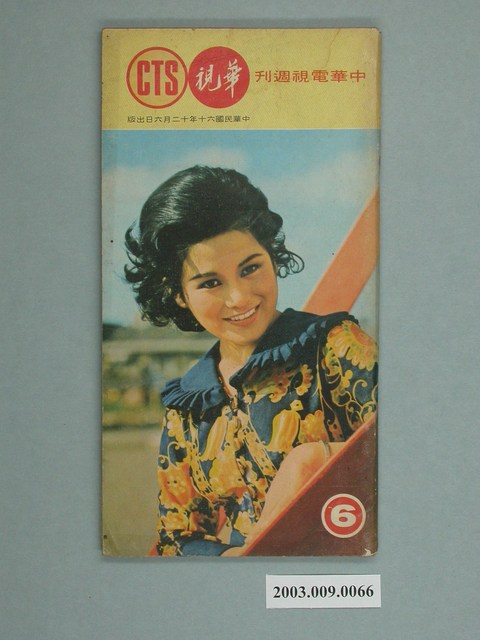 中華電視週刊
華視
CTS
中華民國六十年十二月六日出版
6
2003.009.0066